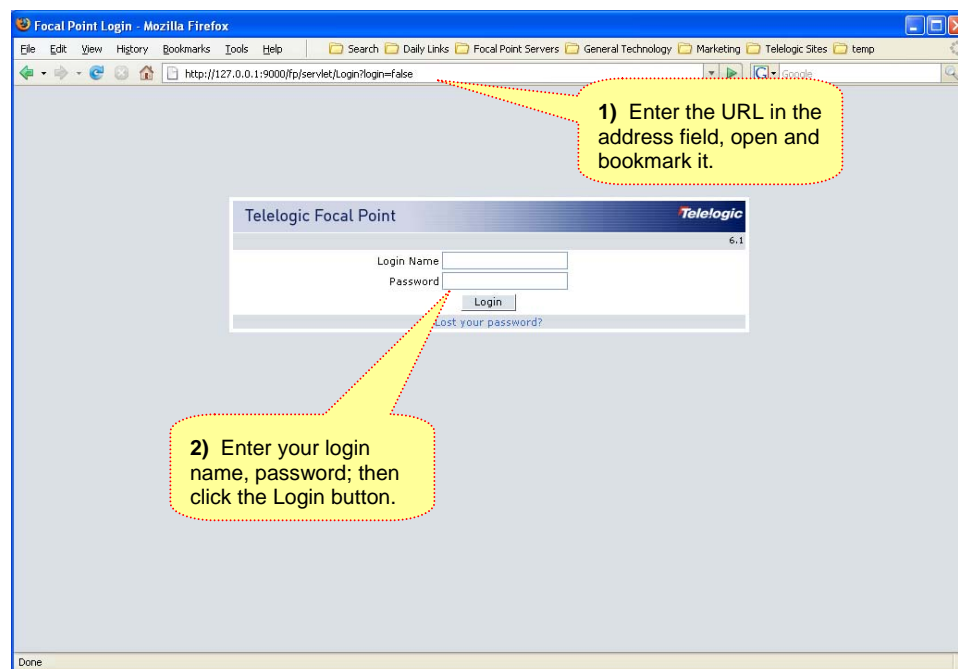 Focal Point Login - Mozilla Firefox
File Edit View History Bookmarks Tools Help Search Daily Links Focal Point Servers General Technology Marketing Telelogic Sites temp
http://127.0.0.1:9000/fp/servlet/Login?login=false G Google
1) Enter the URL in the
address field, open and
bookmark it.
Telelogic Focal Point Telelogic
6.1
Login Name
Password
Login
Lost your password?
2) Enter your login
name, password; then
click the Login button.
Done